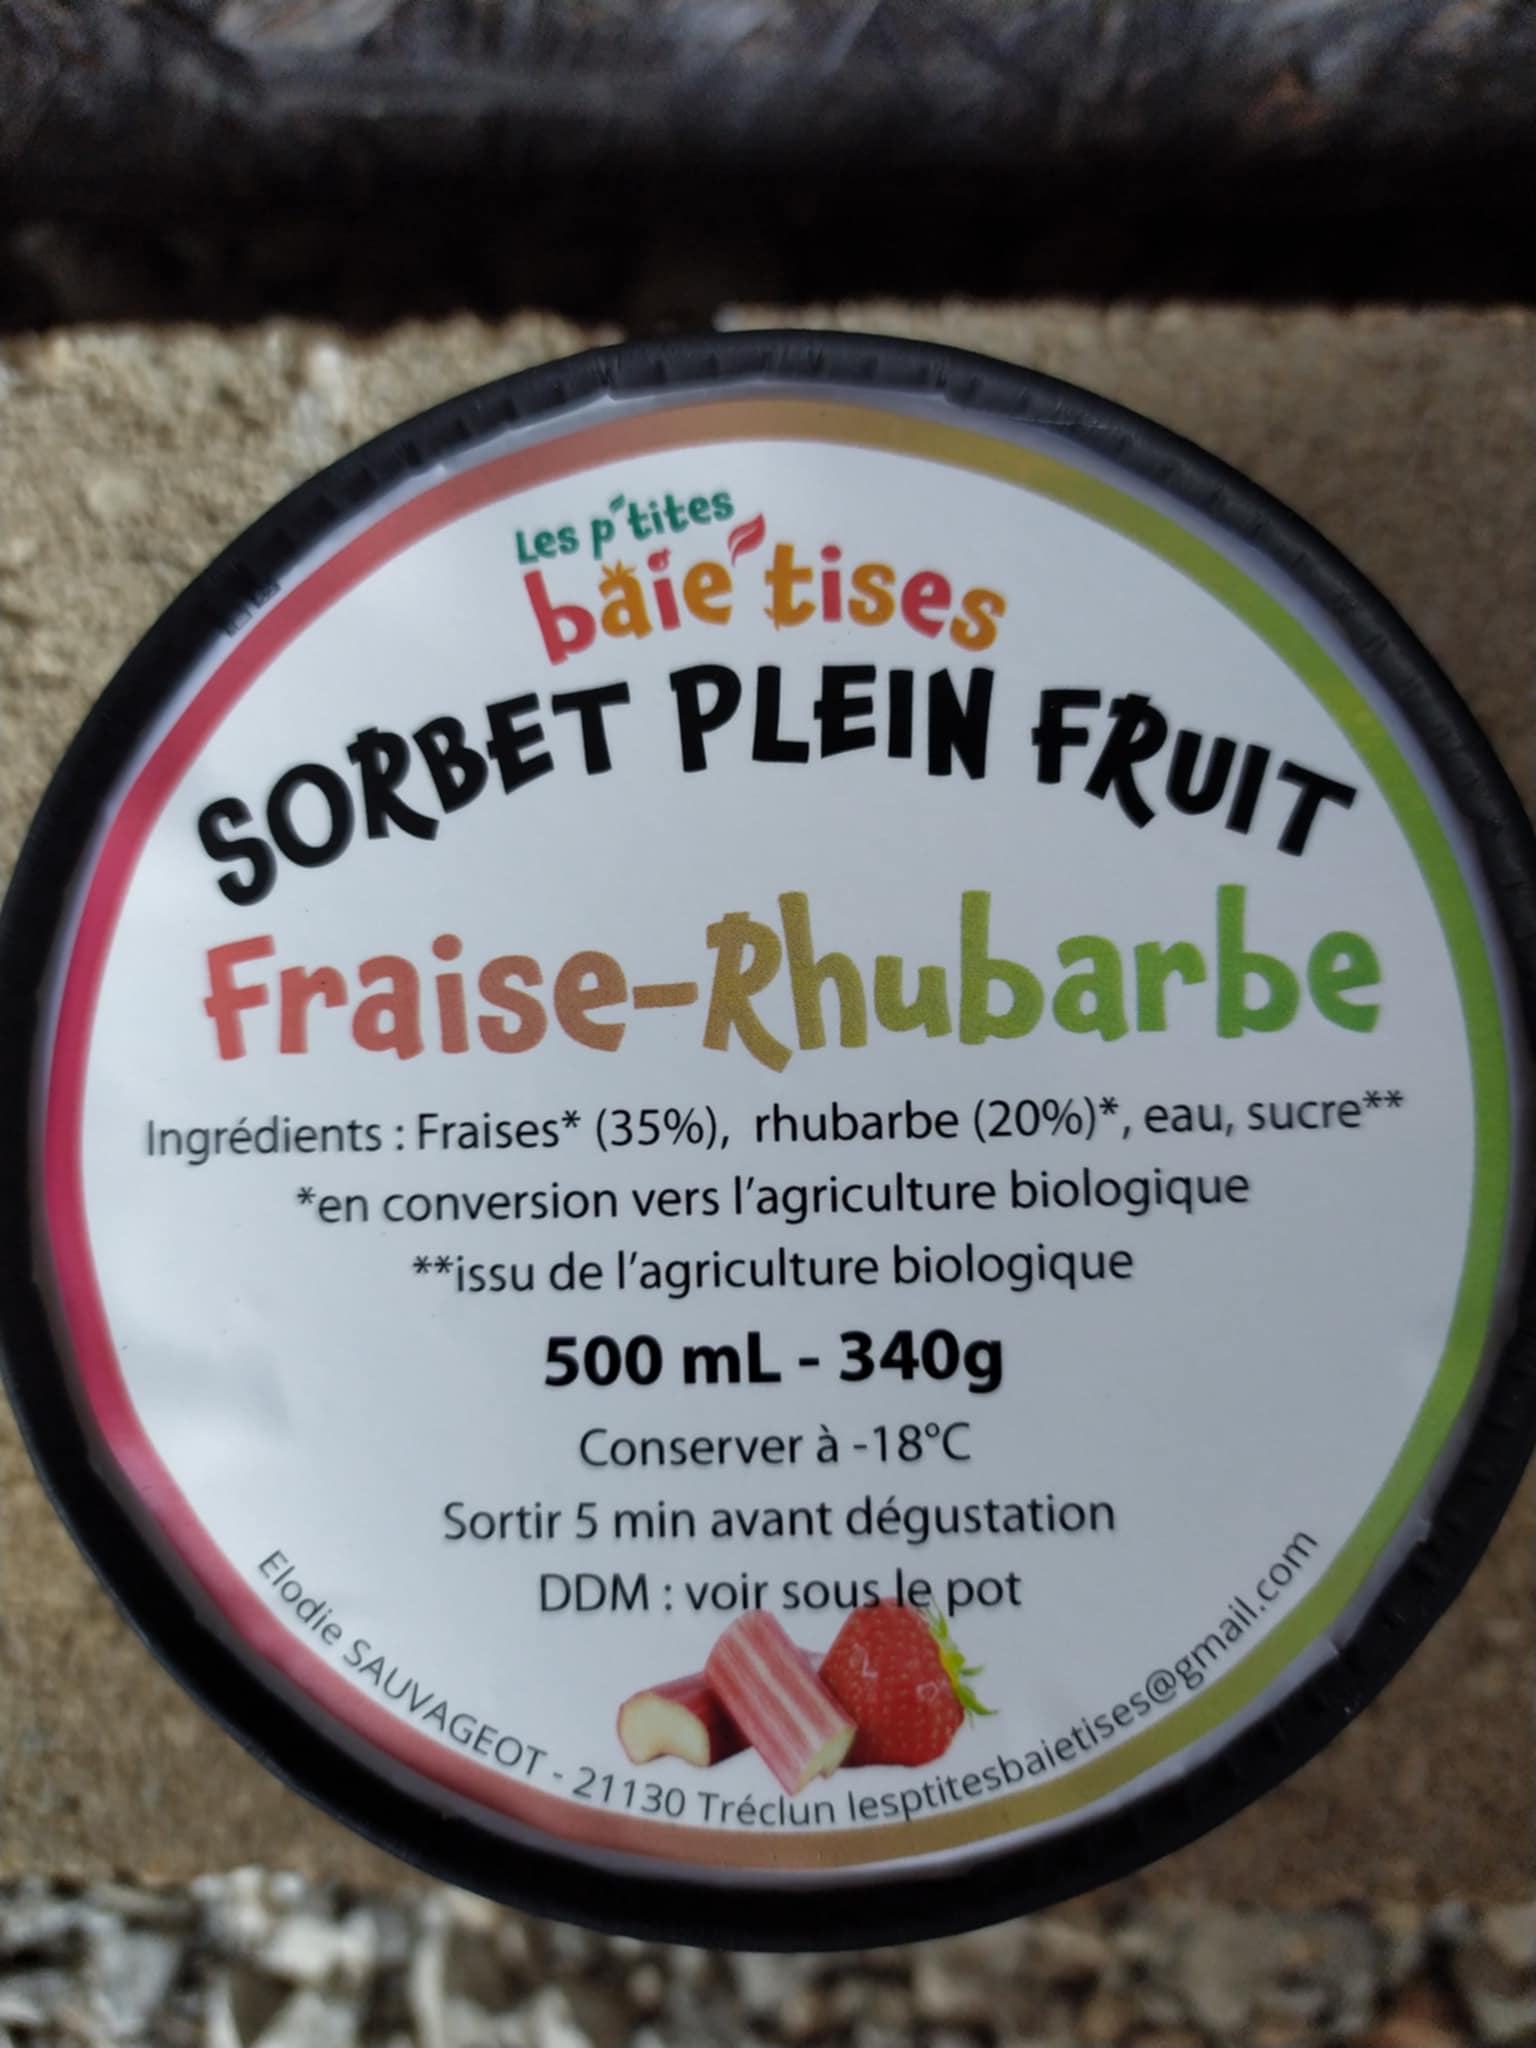 Les p'tites
baie'tises
SORBET PLEIN FRUIT
Fraise-Rhubarbe
Ingrédients : Fraises* (35%), rhubarbe (20%)*, eau, sucre**
*en conversion vers l'agriculture biologique
**issu de l'agriculture biologique
500 mL - 340g
Conserver à -18°C
Sortir 5 min avant dégustation
DDM : voir sous le pot
Elodie SAUVAGEOT - 21130 Tréclun lesptitesbaietises@gmail.com